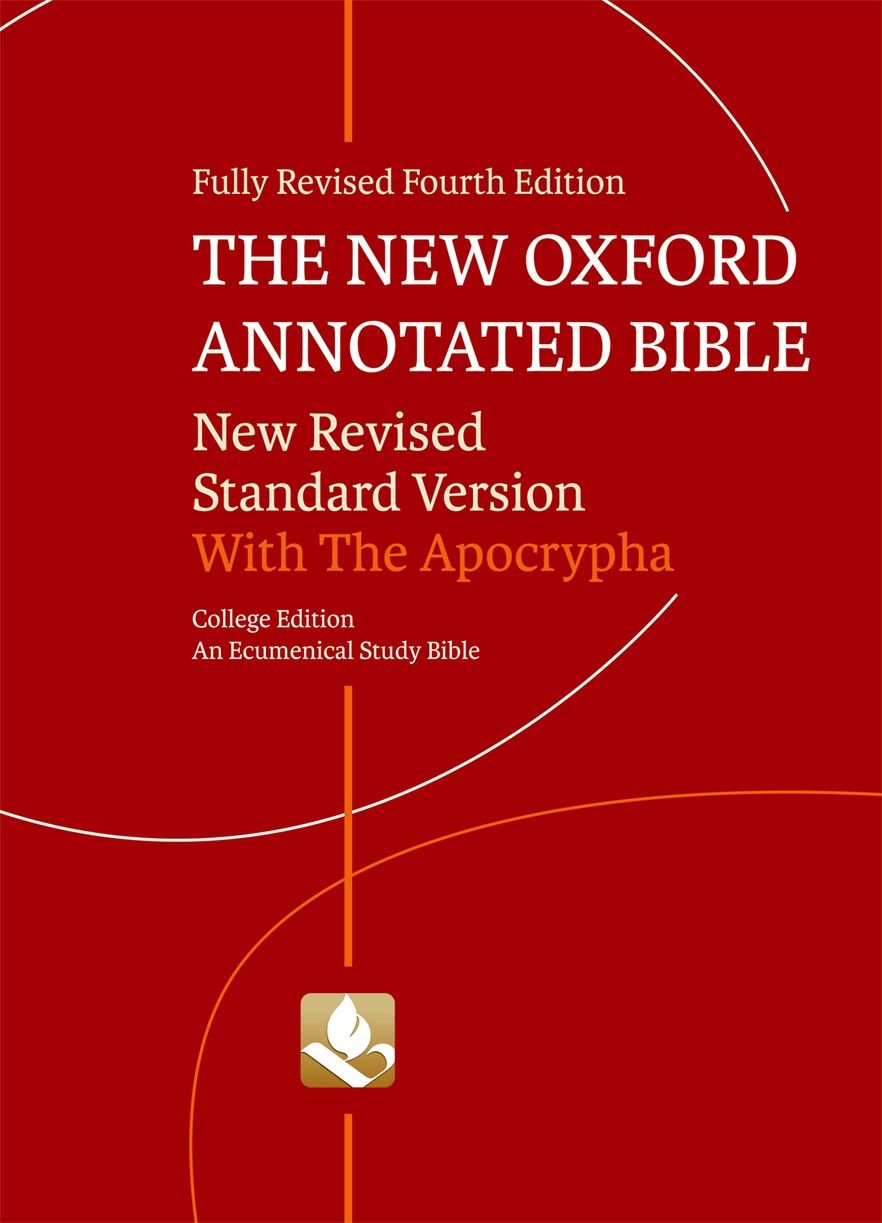 Fully Revised Fourth Edition
THE NEW OXFORD
ANNOTATED BIBLE
New Revised
Standard Version
With The Apocrypha
College Edition
An Ecumenical Study Bible